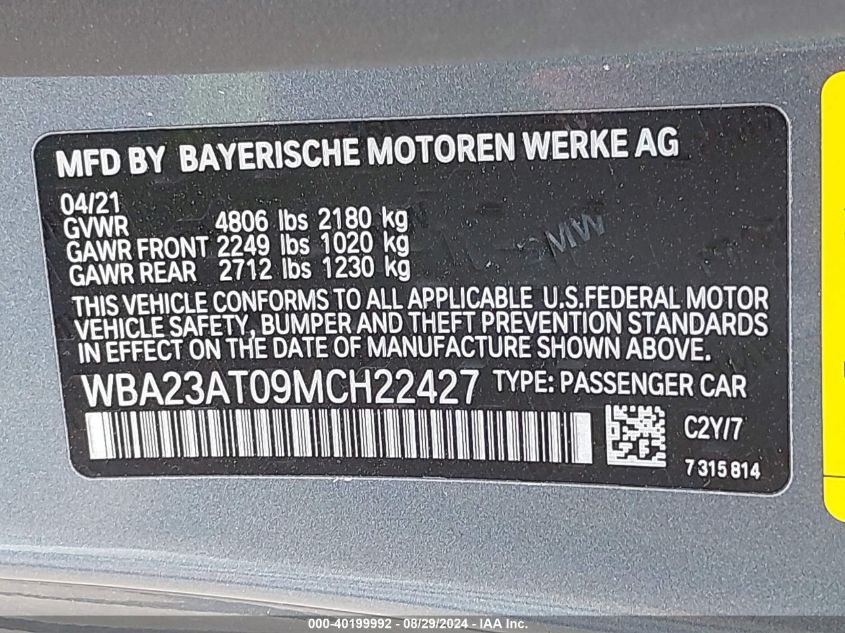 MFD BY BAYERISCHE MOTOREN WERKE AG
04/21
GVWR 4806 lbs 2180 kg
GAWR FRONT 2249 lbs 1020 kg
GAWR REAR 2712 lbs 1230 kg
THIS VEHICLE CONFORMS TO ALL APPLICABLE U.S.FEDERAL MOTOR
VEHICLE SAFETY, BUMPER AND THEFT PREVENTION STANDARDS
IN EFFECT ON THE DATE OF MANUFACTURE SHOWN ABOVE.
WBA23AT09MCH22427 TYPE: PASSENGER CAR
C2Y/7
7 315 814
000-40199992 - 08/29/2024 - IAA Inc.